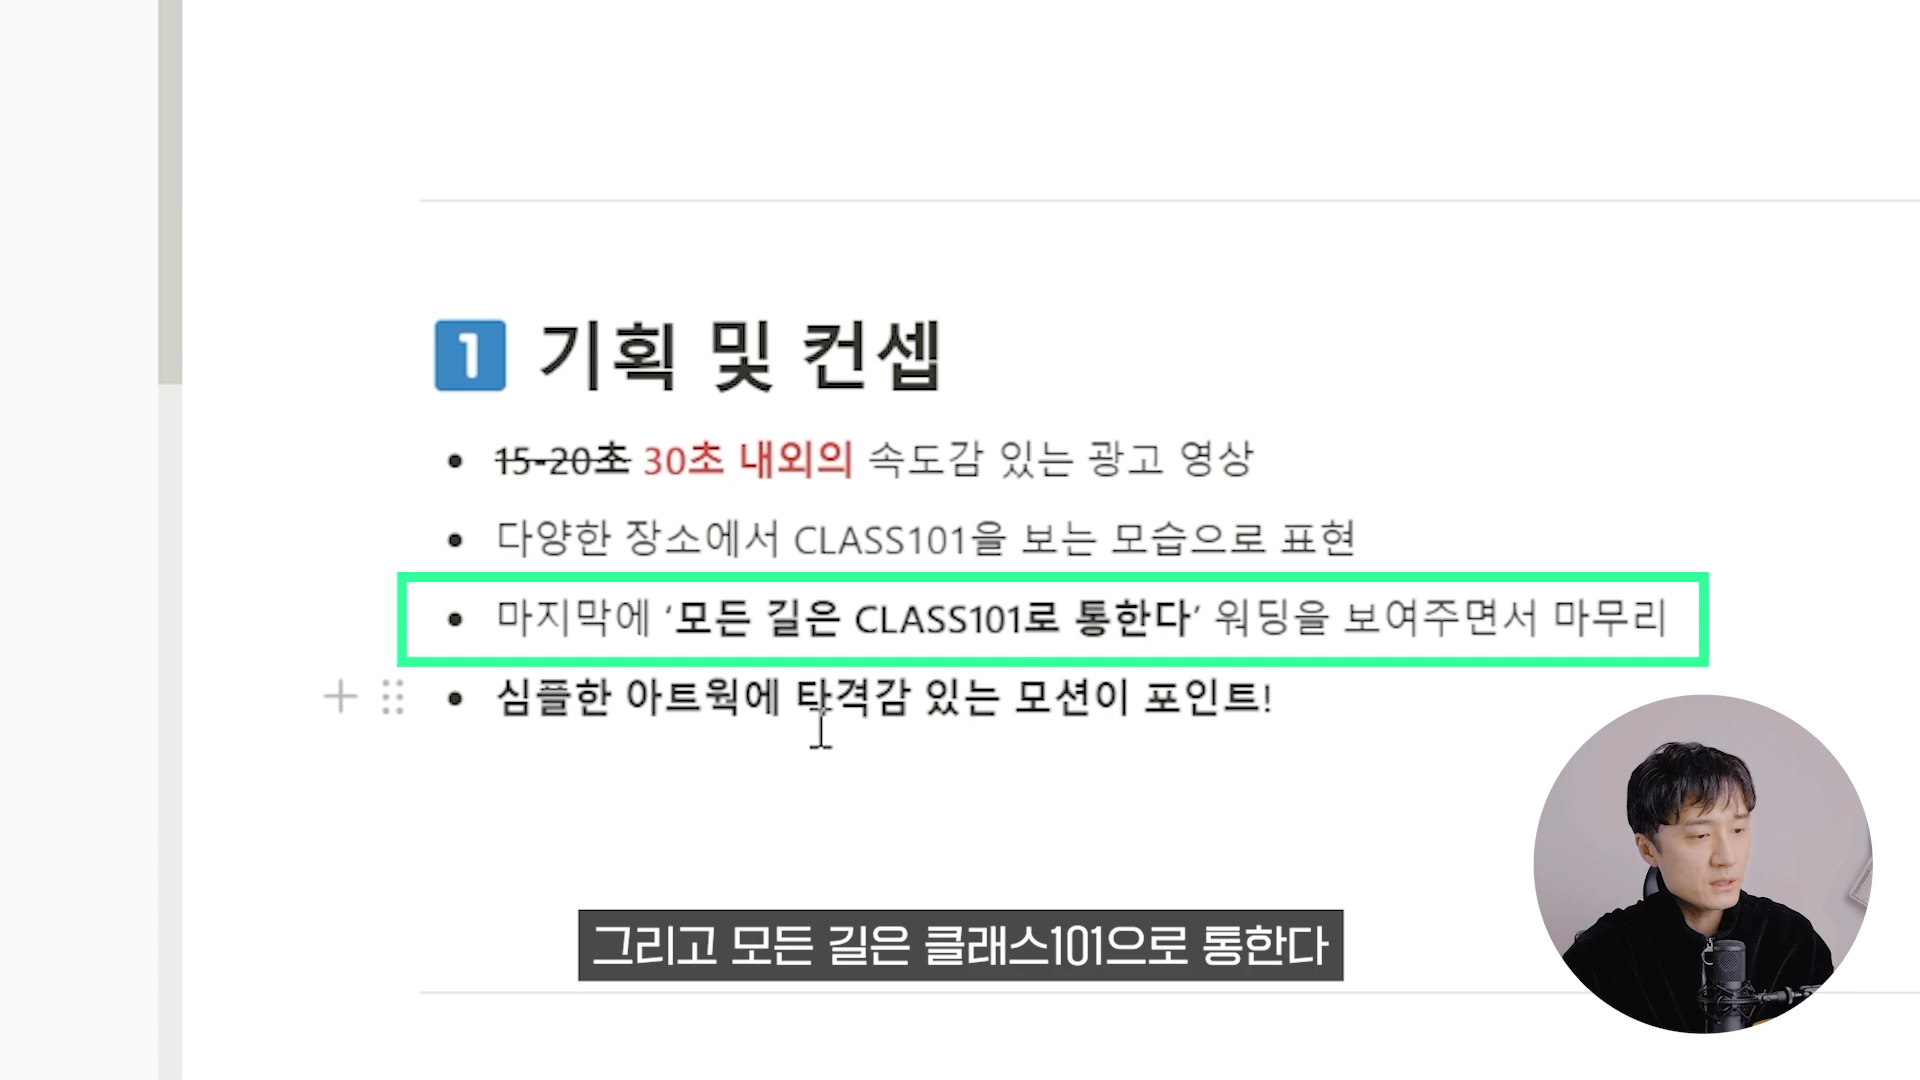 1 기획 및 컨셉
15-20초 30초 내외의 속도감 있는 광고 영상
다양한 장소에서 CLASS101을 보는 모습으로 표현
마지막에 ‘모든 길은 CLASS101로 통한다’ 워딩을 보여주면서 마무리
심플한 아트웍에 타격감 있는 모션이 포인트!
그리고 모든 길은 클래스101으로 통한다